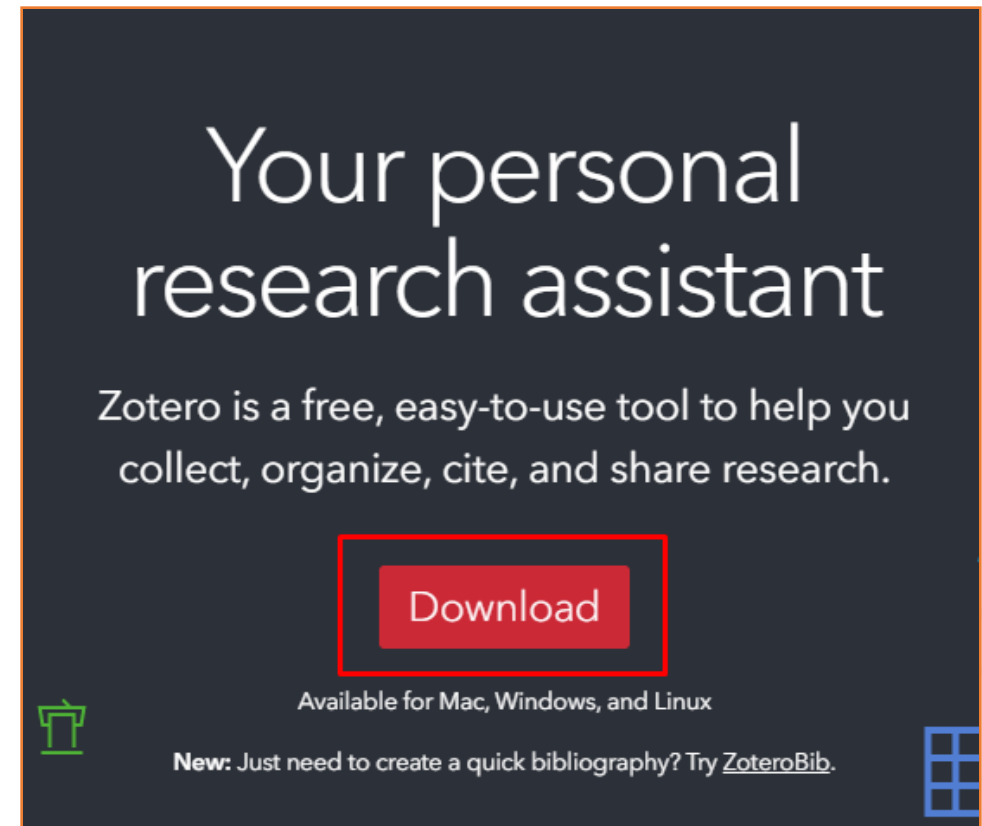 Your personal
research assistant
Zotero is a free, easy-to-use tool to help you
collect, organize, cite, and share research.
Download
Available for Mac, Windows, and Linux
New: Just need to create a quick bibliography? Try ZoteroBib.